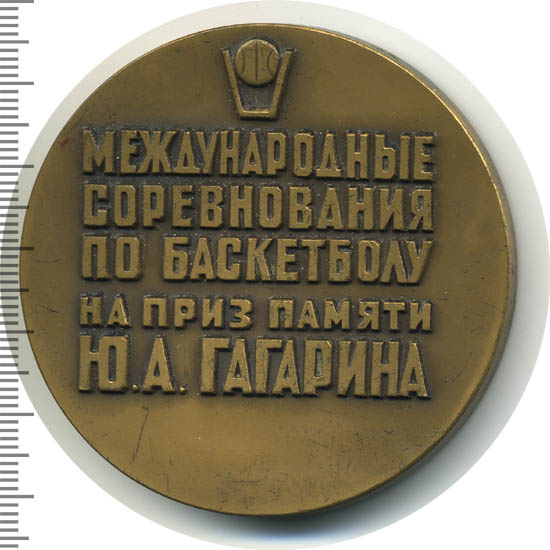 МЕЖДУНАРОДНЫЕ
СОРЕВНОВАНИЯ
ПО БАСКЕТБОЛУ
НА ПРИЗ ПАМЯТИ
Ю.А. ГАГАРИНА